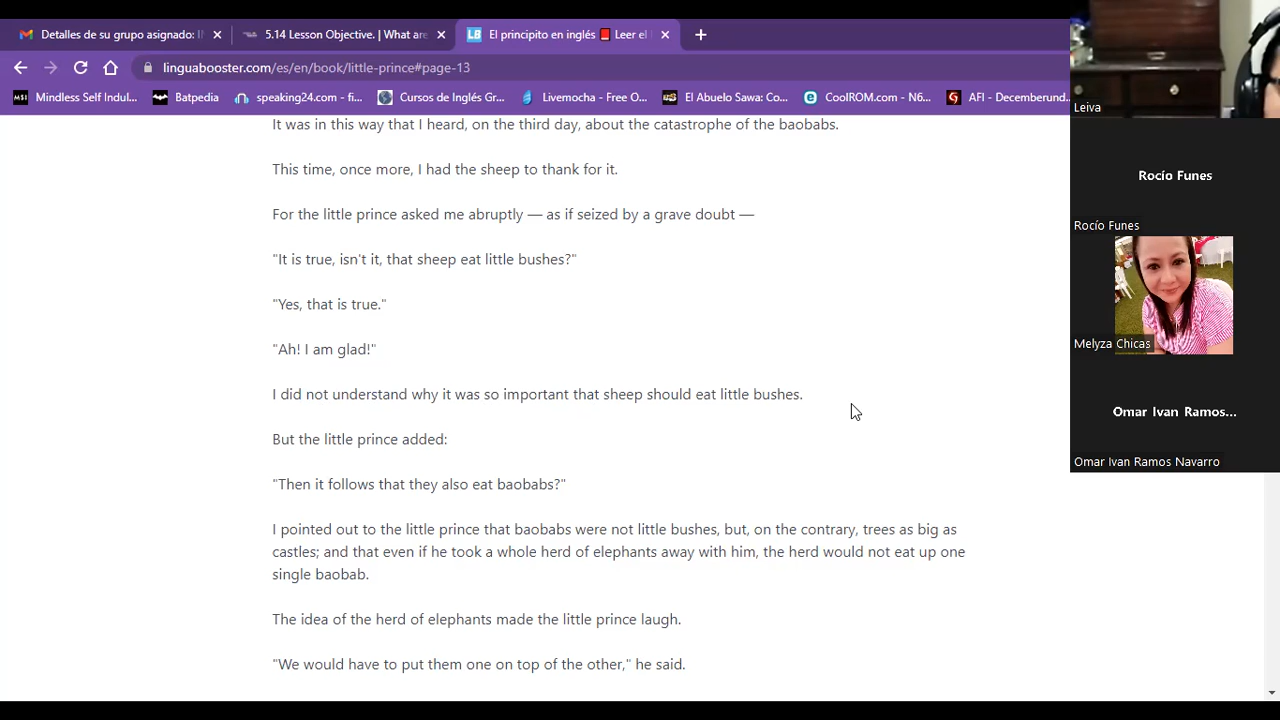 Detalles de su grupo asignado: II
5.14 Lesson Objective. | What are
LB El principito en inglés Leer el
linguabooster.com/es/en/book/little-prince#page-13
MSI Mindless Self Indul...
Batpedia
speaking24.com - fi...
Cursos de Inglés Gr...
Livemocha - Free O...
El Abuelo Sawa: Co...
CoolROM.com - N6...
AFI - Decemberund...
It was in this way that I heard, on the third day, about the catastrophe of the baobabs.
This time, once more, I had the sheep to thank for it.
For the little prince asked me abruptly — as if seized by a grave doubt —
"It is true, isn't it, that sheep eat little bushes?"
"Yes, that is true."
"Ah! I am glad!"
I did not understand why it was so important that sheep should eat little bushes.
But the little prince added:
"Then it follows that they also eat baobabs?"
I pointed out to the little prince that baobabs were not little bushes, but, on the contrary, trees as big as
castles; and that even if he took a whole herd of elephants away with him, the herd would not eat up one
single baobab.
The idea of the herd of elephants made the little prince laugh.
"We would have to put them one on top of the other," he said.
Leiva
Rocío Funes
Rocío Funes
Melyza Chicas
Omar Ivan Ramos...
Omar Ivan Ramos Navarro